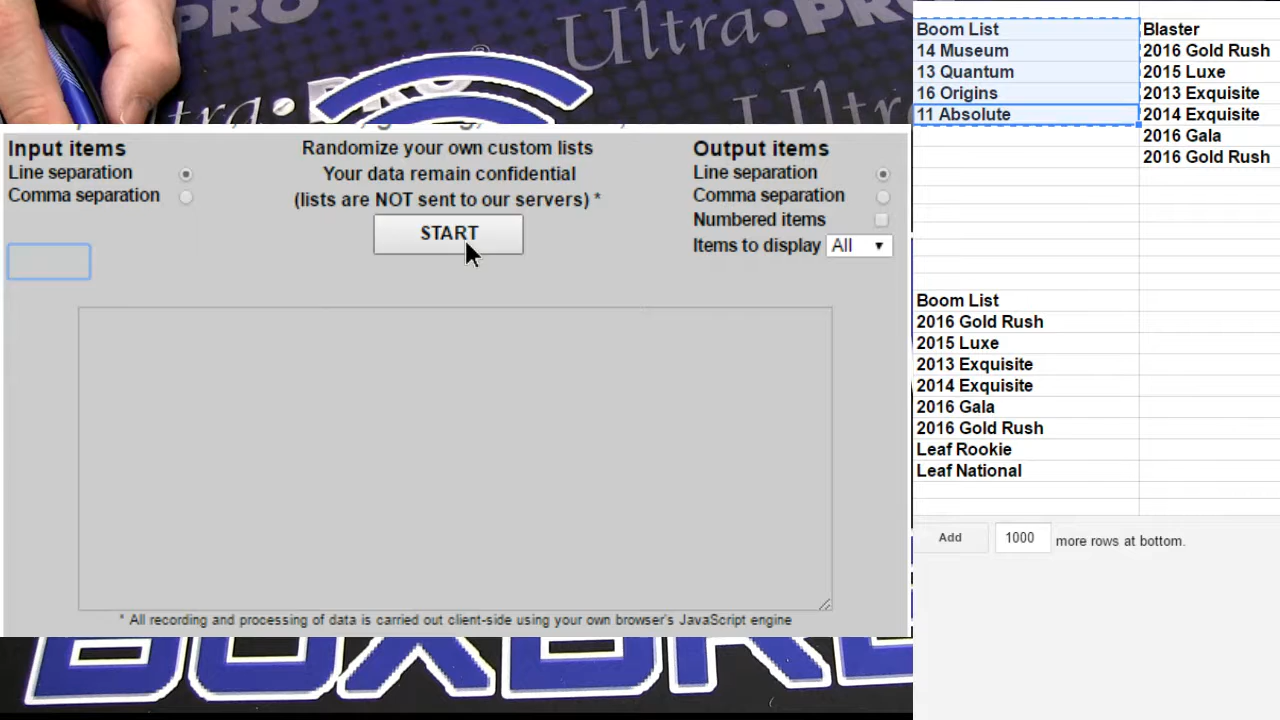 PRO
Ultra•PRO
®
Ultra
PRO
Ultra
Input items
Line separation
Comma separation
Randomize your own custom lists
Your data remain confidential
(lists are NOT sent to our servers) *
START
Output items
Line separation
Comma separation
Numbered items
Items to display All
* All recording and processing of data is carried out client-side using your own browser's JavaScript engine
Boom List
14 Museum
13 Quantum
16 Origins
11 Absolute
Blaster
2016 Gold Rush
2015 Luxe
2013 Exquisite
2014 Exquisite
2016 Gala
2016 Gold Rush
Boom List
2016 Gold Rush
2015 Luxe
2013 Exquisite
2014 Exquisite
2016 Gala
2016 Gold Rush
Leaf Rookie
Leaf National
Add 1000 more rows at bottom.
BOXBRE